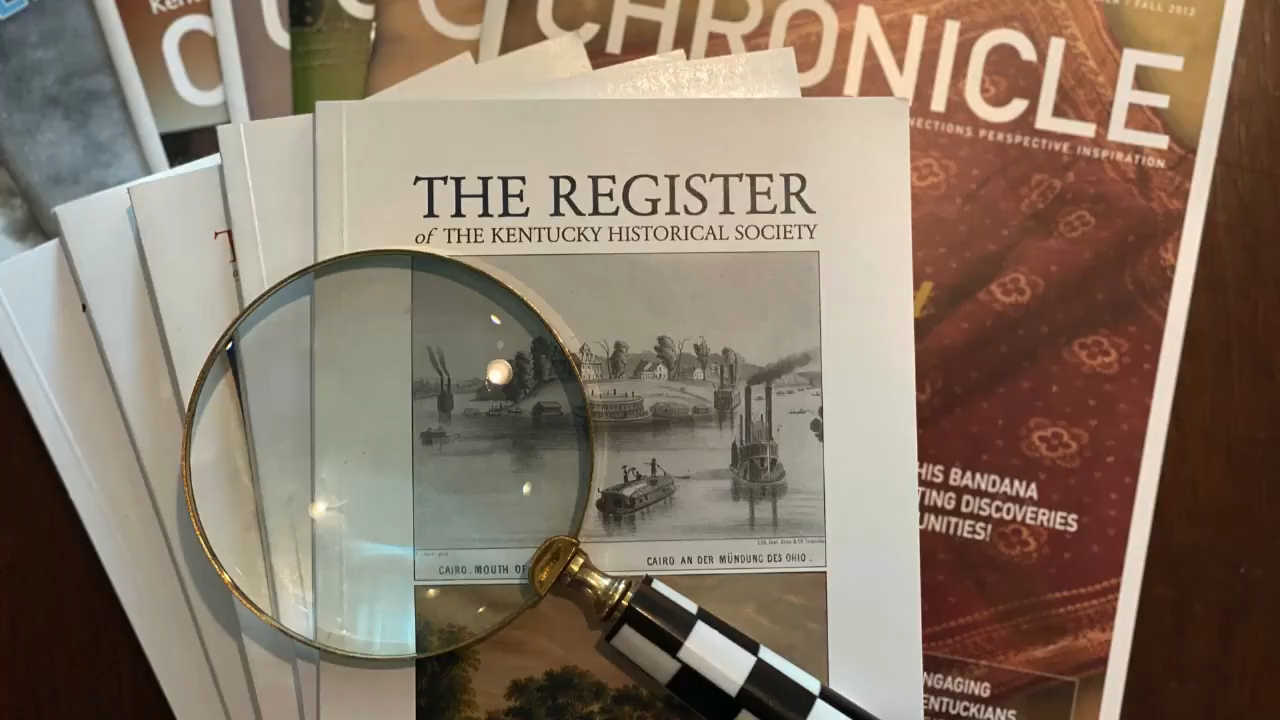 CHRONICLE
FALL 2012
CONNECTIONS. PERSPECTIVE. INSPIRATION
THE REGISTER
of THE KENTUCKY HISTORICAL SOCIETY
HIS BANDANA
TING DISCOVERIES
UNITIES!
CAIRO. MOUTH OF
CAIRO AN DER MÜNDUNG DES OHIO.
NGAGING
ENTUCKIANS